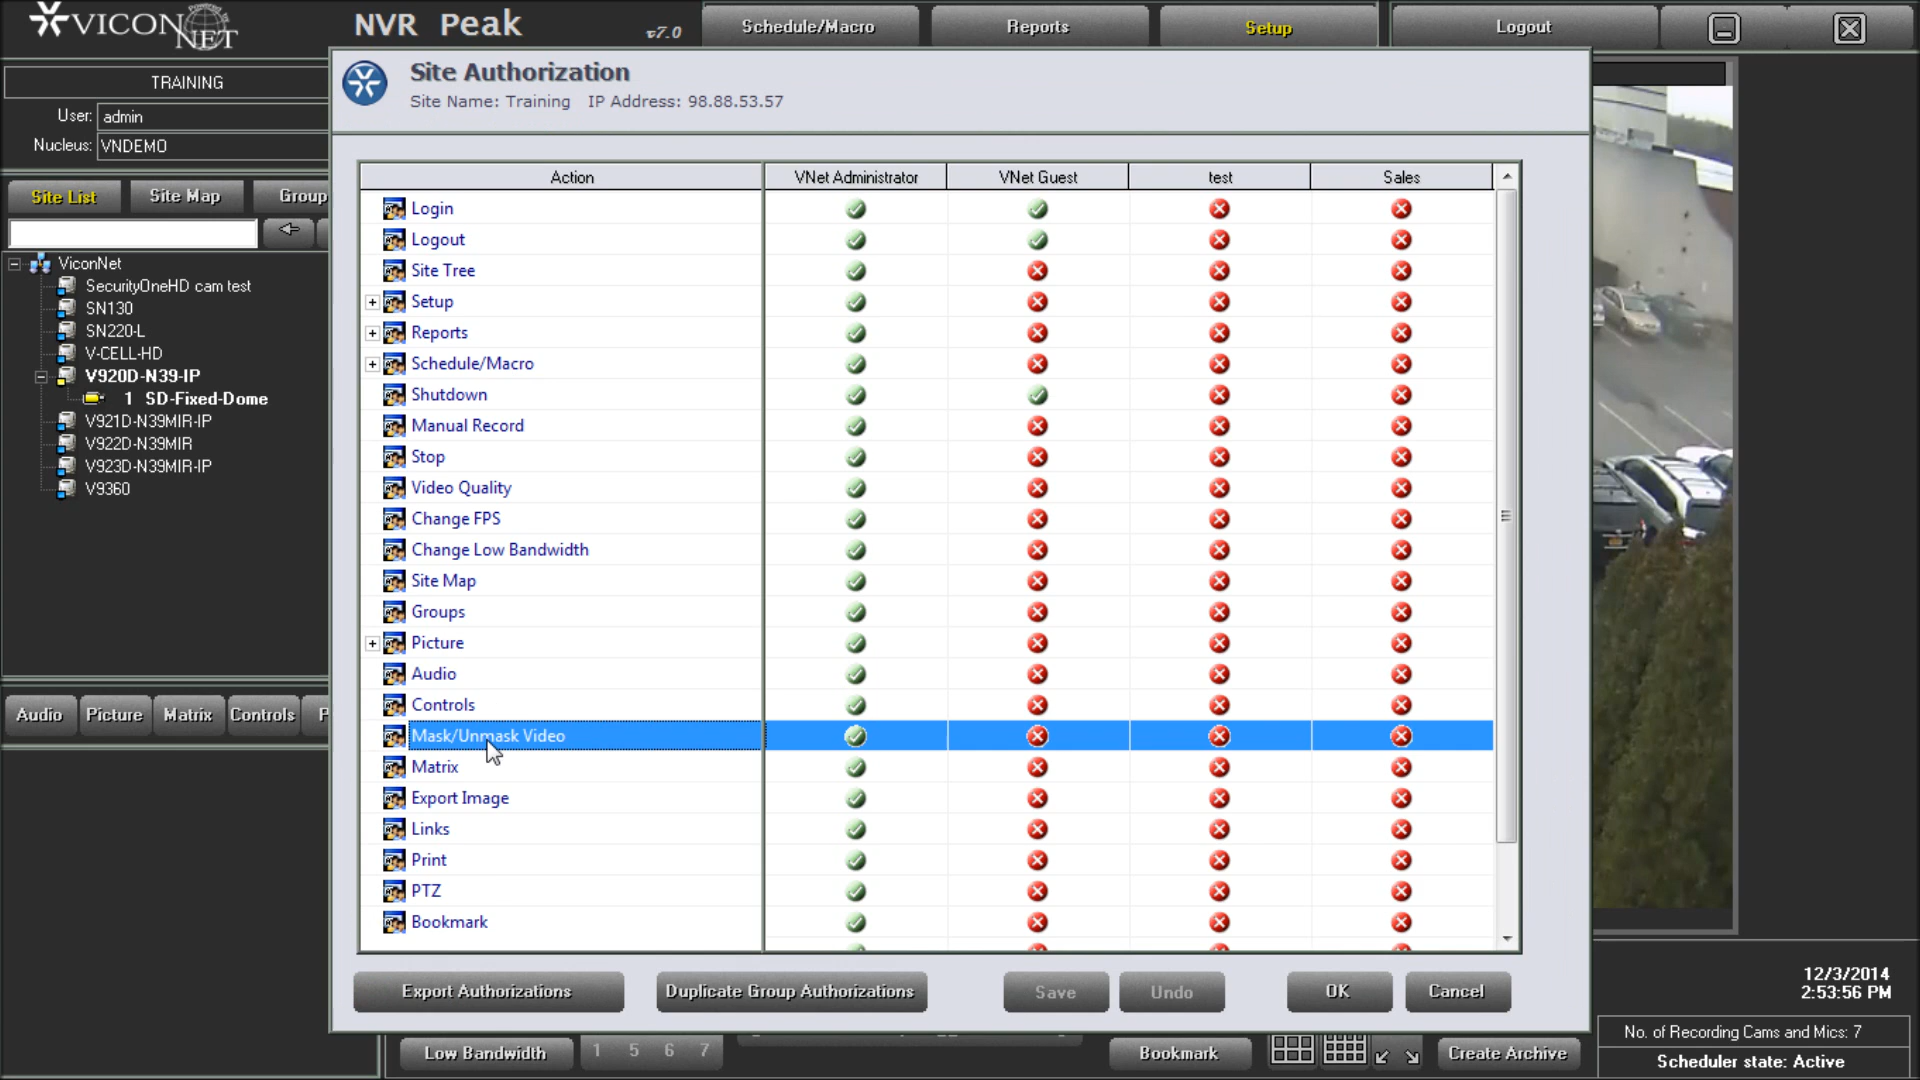 VICON NET
NVR Peak v7.0
Schedule/Macro
Reports
Setup
Logout
TRAINING
User: admin
Nucleus: VNDEMO
Site List
Site Map
Group
ViconNet
SecurityOneHD cam test
SN130
SN220-L
V-CELL-HD
V920D-N39-IP
1 SD-Fixed-Dome
V921D-N39MIR-IP
V922D-N39MIR
V923D-N39MIR-IP
V9360
Audio
Picture
Matrix
Controls
P
Site Authorization
Site Name: Training IP Address: 98.88.53.57
Action VNet Administrator VNet Guest test Sales
Login
Logout
Site Tree
Setup
Reports
Schedule/Macro
Shutdown
Manual Record
Stop
Video Quality
Change FPS
Change Low Bandwidth
Site Map
Groups
Picture
Audio
Controls
Mask/Unmask Video
Matrix
Export Image
Links
Print
PTZ
Bookmark
Export Authorizations
Duplicate Group Authorizations
Save
Undo
OK
Cancel
Low Bandwidth
1 5 6 7
Bookmark
Create Archive
12/3/2014
2:53:56 PM
No. of Recording Cams and Mics: 7
Scheduler state: Active